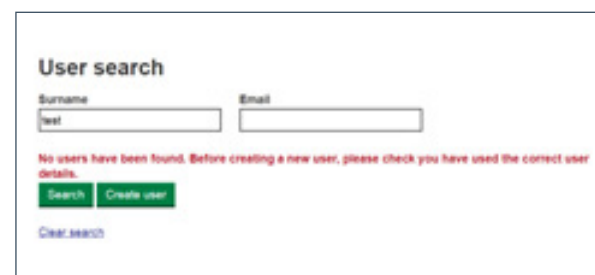 User search
Surname Email
test
No users have been found. Before creating a new user, please check you have used the correct user
details.
Search Create user
Clear search